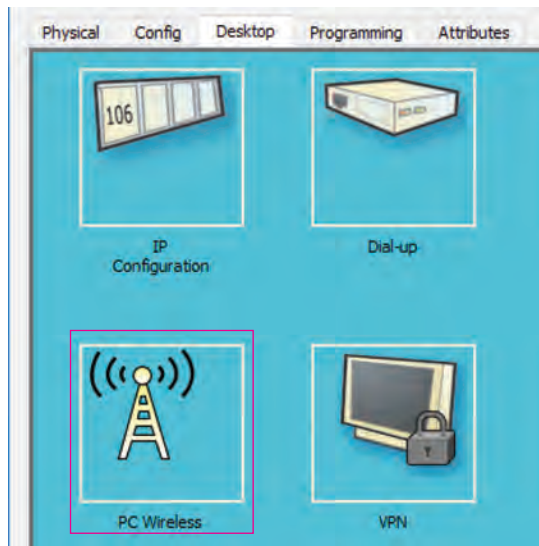 Physical Config Desktop Programming Attributes
106
IP
Configuration
Dial-up
PC Wireless
VPN